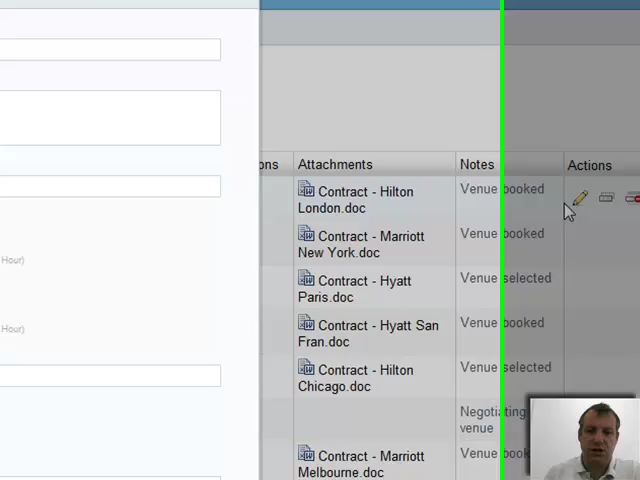 ons
Attachments
Notes
Actions
Contract - Hilton
London.doc
Venue booked
Contract - Marriott
New York.doc
Venue booked
Hour)
Contract - Hyatt
Paris.doc
Venue selected
Contract - Hyatt San
Fran.doc
Venue booked
Hour)
Contract - Hilton
Chicago.doc
Venue selected
Negotiating
venue
Contract - Marriott
Melbourne.doc
Venue book